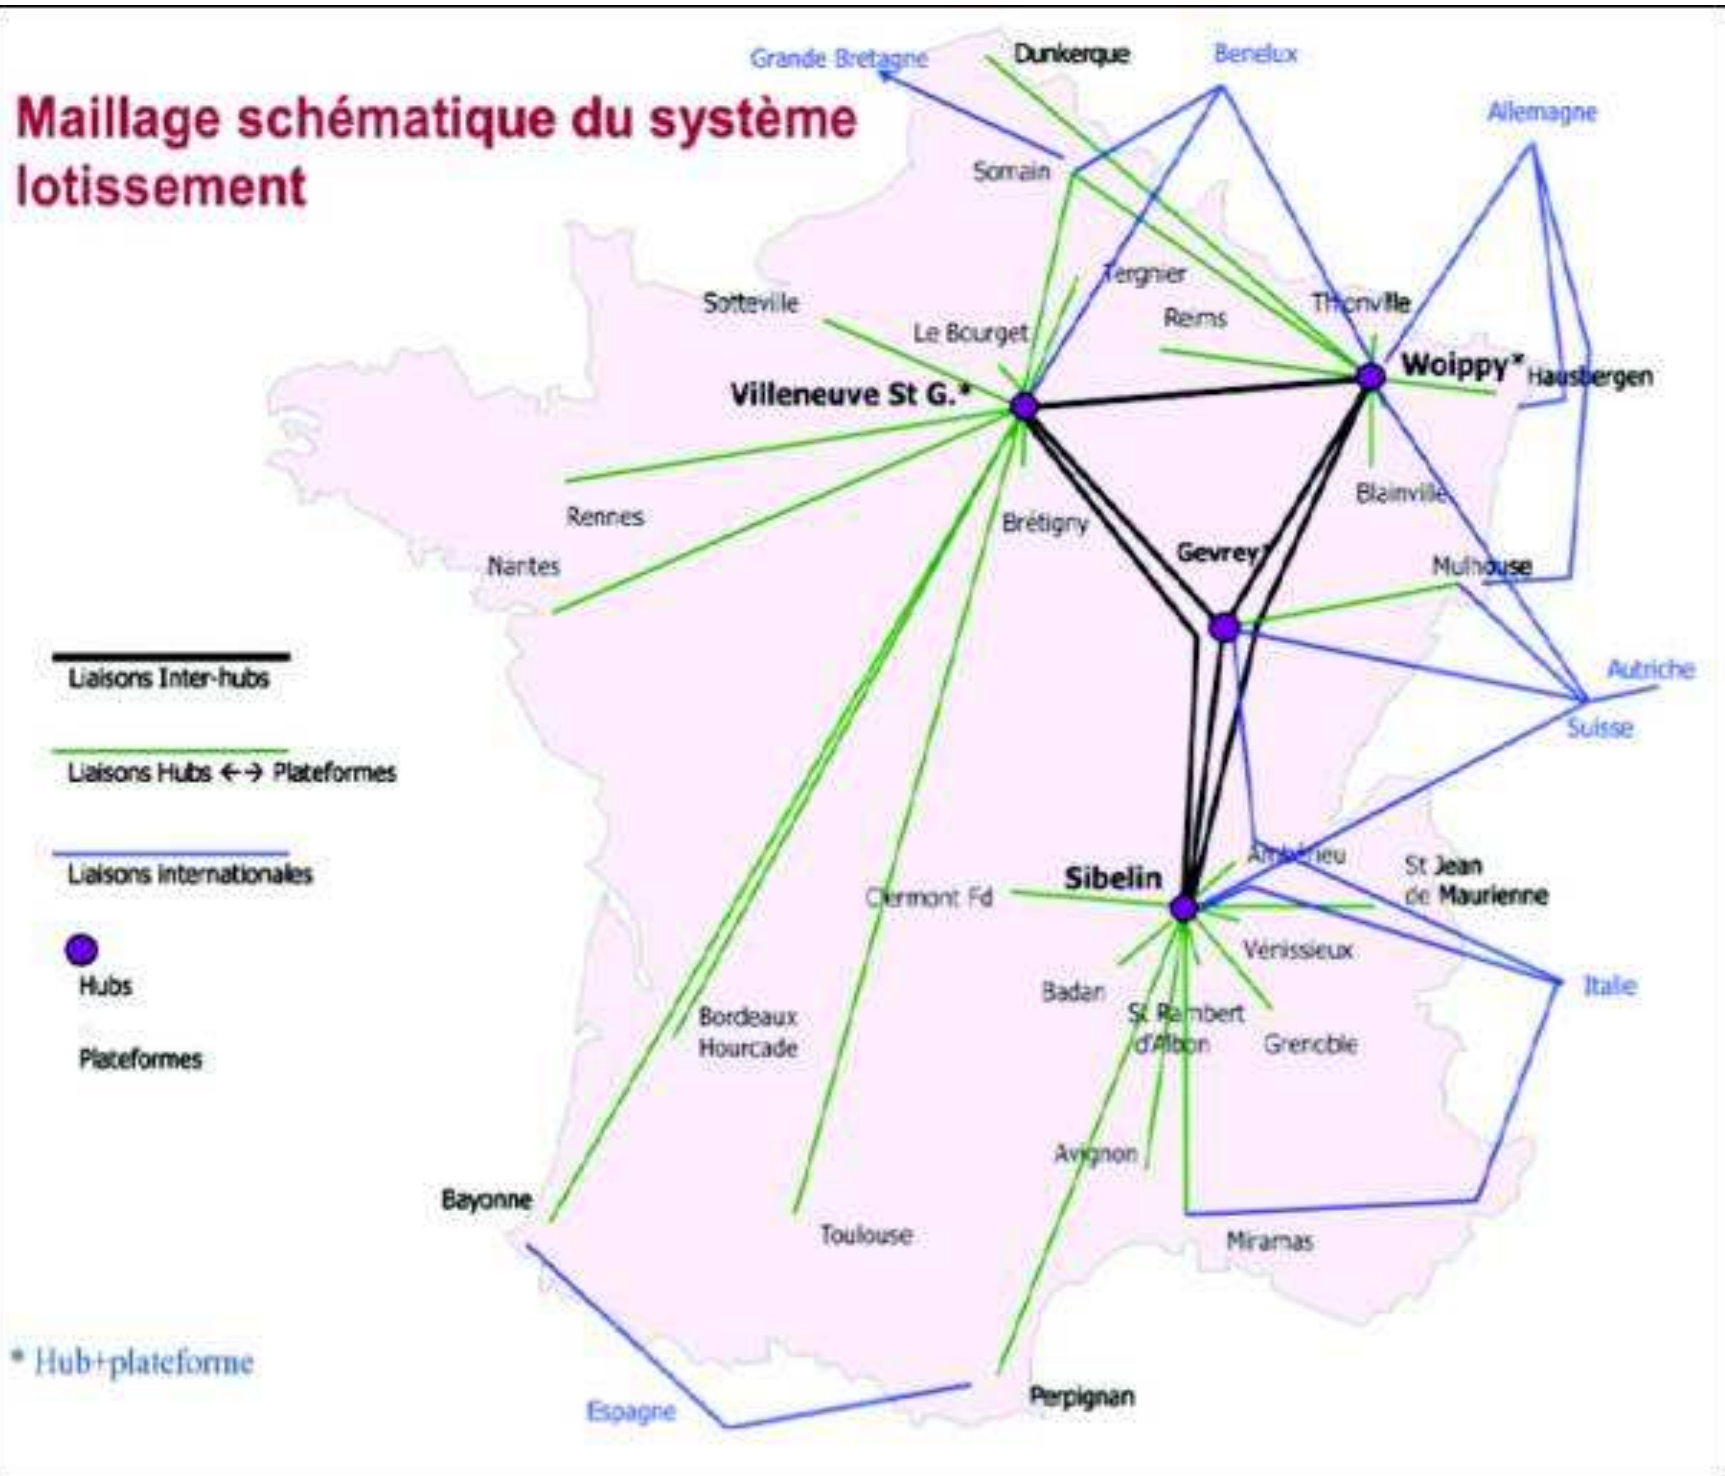 Maillage schématique du système
lotissement
Grande Bretagne
Dunkerque
Benelux
Allemagne
Somain
Tergnier
Sotteville
Le Bourget
Reims
Thionville
Villeneuve St G.*
Woippy*
Hausbergen
Rennes
Brétigny
Blainville
Nantes
Gevrey*
Mulhouse
Liaisons Inter-hubs
Autriche
Suisse
Liaisons Hubs ←→ Plateformes
Liaisons internationales
Sibelin
Ambérieu
St Jean
de Maurienne
Clermont Fd
Hubs
Vénissieux
Badan
Italie
St Rambert
d'Albon
Grenoble
Bordeaux
Hourcade
Plateformes
Avignon
Bayonne
Toulouse
Miramas
* Hub+plateforme
Espagne
Perpignan